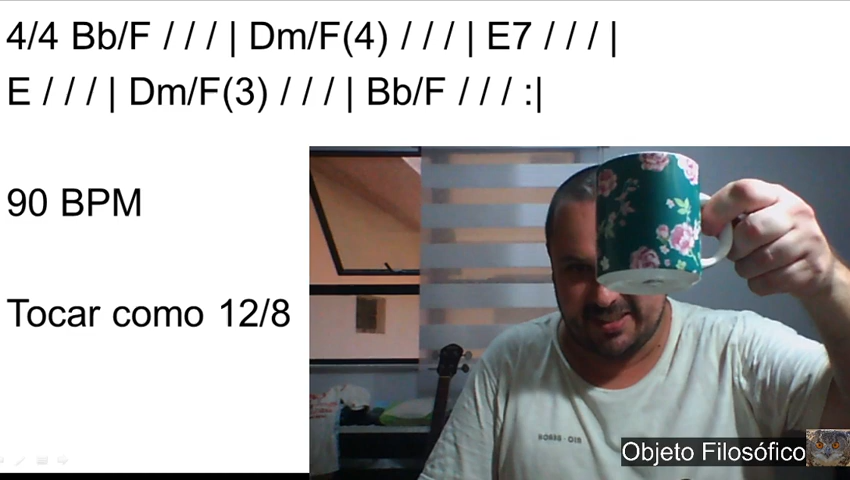 4/4 Bb/F / / / | Dm/F(4) / / / | E7 / / / |
E / / / | Dm/F(3) / / / | Bb/F / / / :|
90 BPM
Tocar como 12/8
Objeto Filosófico